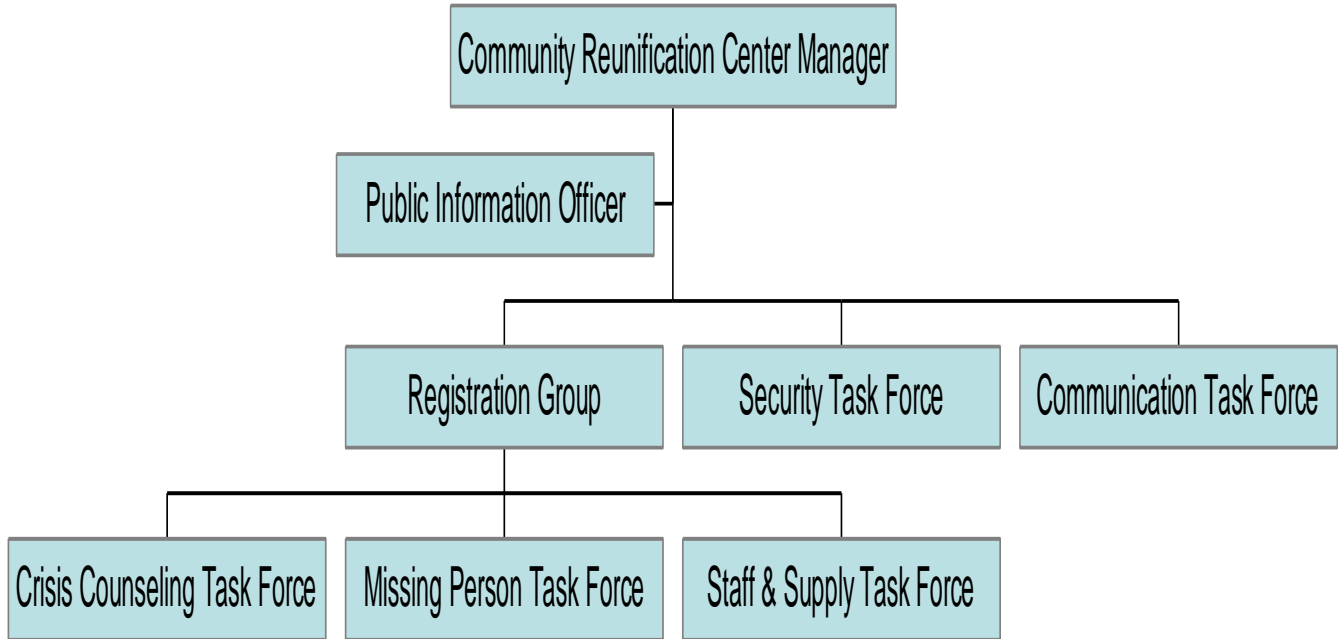 Community Reunification Center Manager
Public Information Officer
Registration Group
Security Task Force
Communication Task Force
Crisis Counseling Task Force
Missing Person Task Force
Staff & Supply Task Force